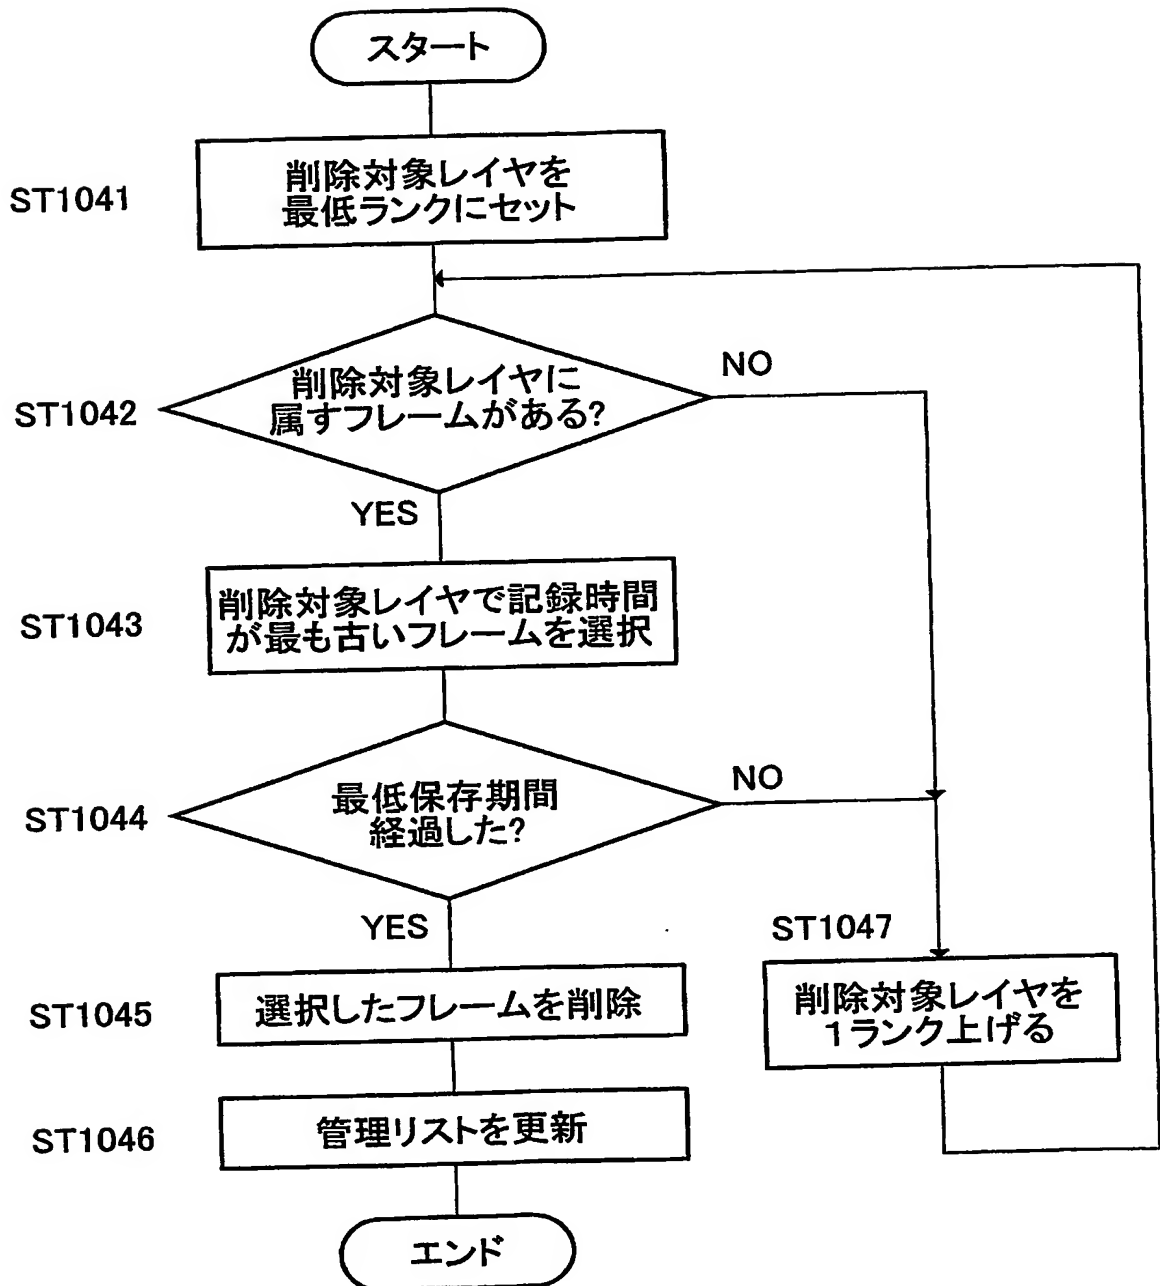 スタート
ST1041
削除対象レイヤを
最低ランクにセット
ST1042
削除対象レイヤに
属すフレームがある?
NO
YES
ST1043
削除対象レイヤで記録時間
が最も古いフレームを選択
ST1044
最低保存期間
経過した?
NO
YES
ST1047
削除対象レイヤを
1ランク上げる
ST1045
選択したフレームを削除
ST1046
管理リストを更新
エンド